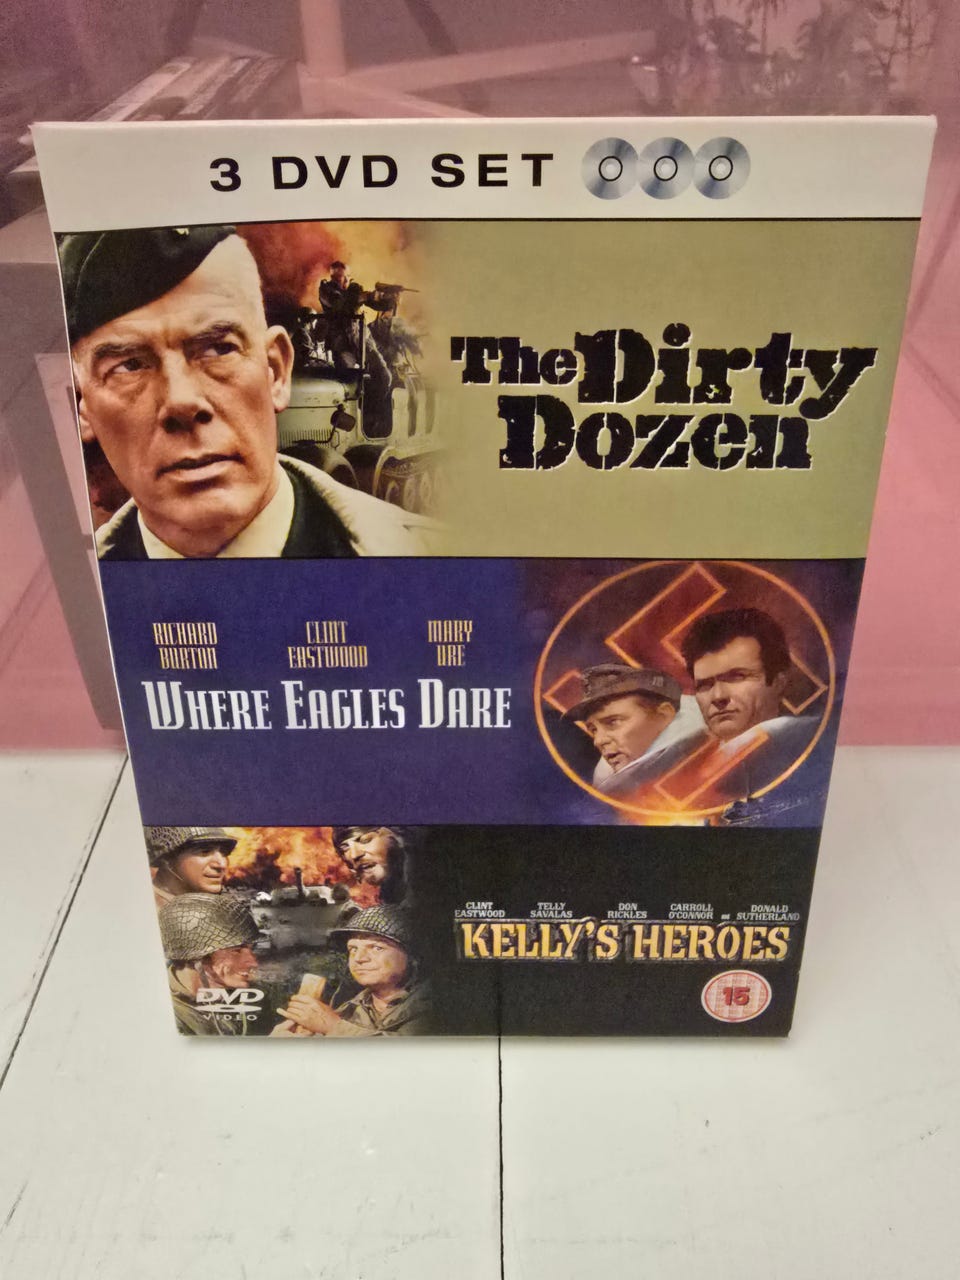 3 DVD SET
The Dirty
Dozen
RICHARD BURTON
CLINT EASTWOOD
MARY URE
WHERE EAGLES DARE
CLINT EASTWOOD
TELLY SAVALAS
DON RICKLES
CARROLL O'CONNOR
AND
DONALD SUTHERLAND
KELLY'S HEROES
DVD
VIDEO
15